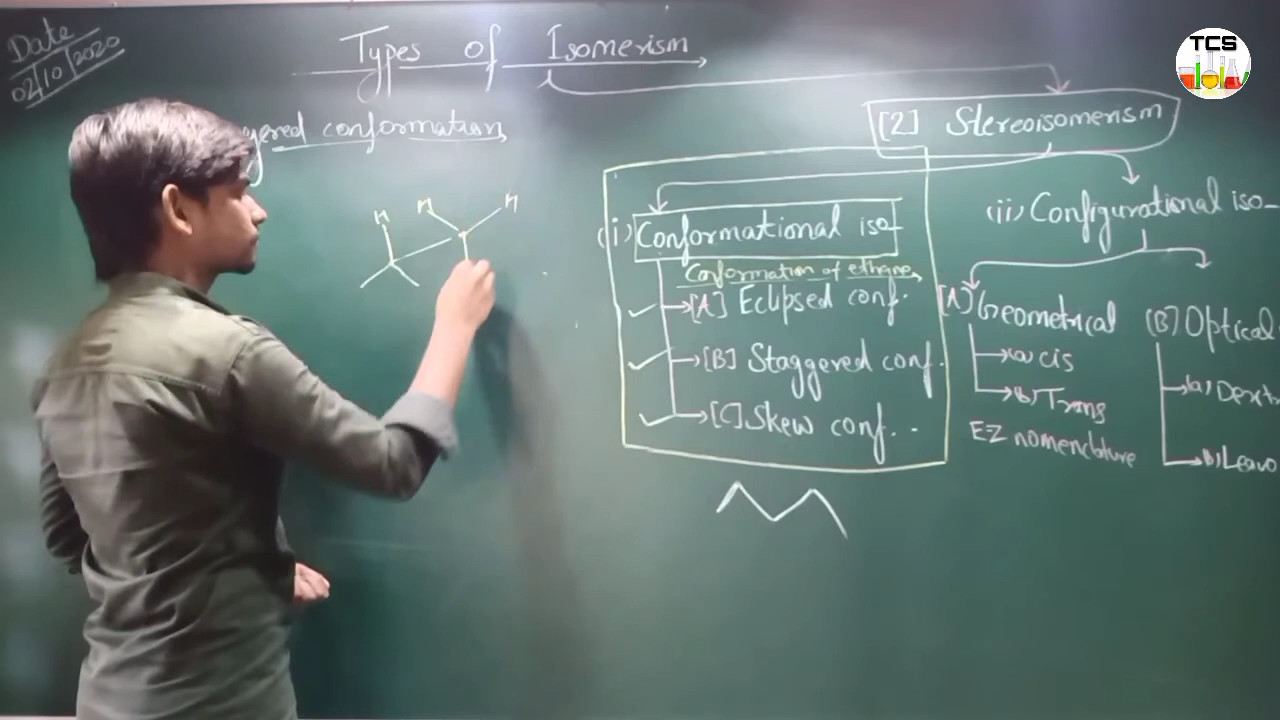 Date
02/10/2020
Types of Isomerism
TCS
gered conformation
[2] Stereoisomerism
H H H
(i) Conformational iso-
(ii) Configurational iso-
Conformation of ethane
[A] Eclipsed conf.
[B] Staggered conf.
[C] Skew conf. . .
[A] Geometrical
(a) cis
(b) Trans
E-Z nomenclature
(B) Optical
(a) Dextr
(b) Leavo